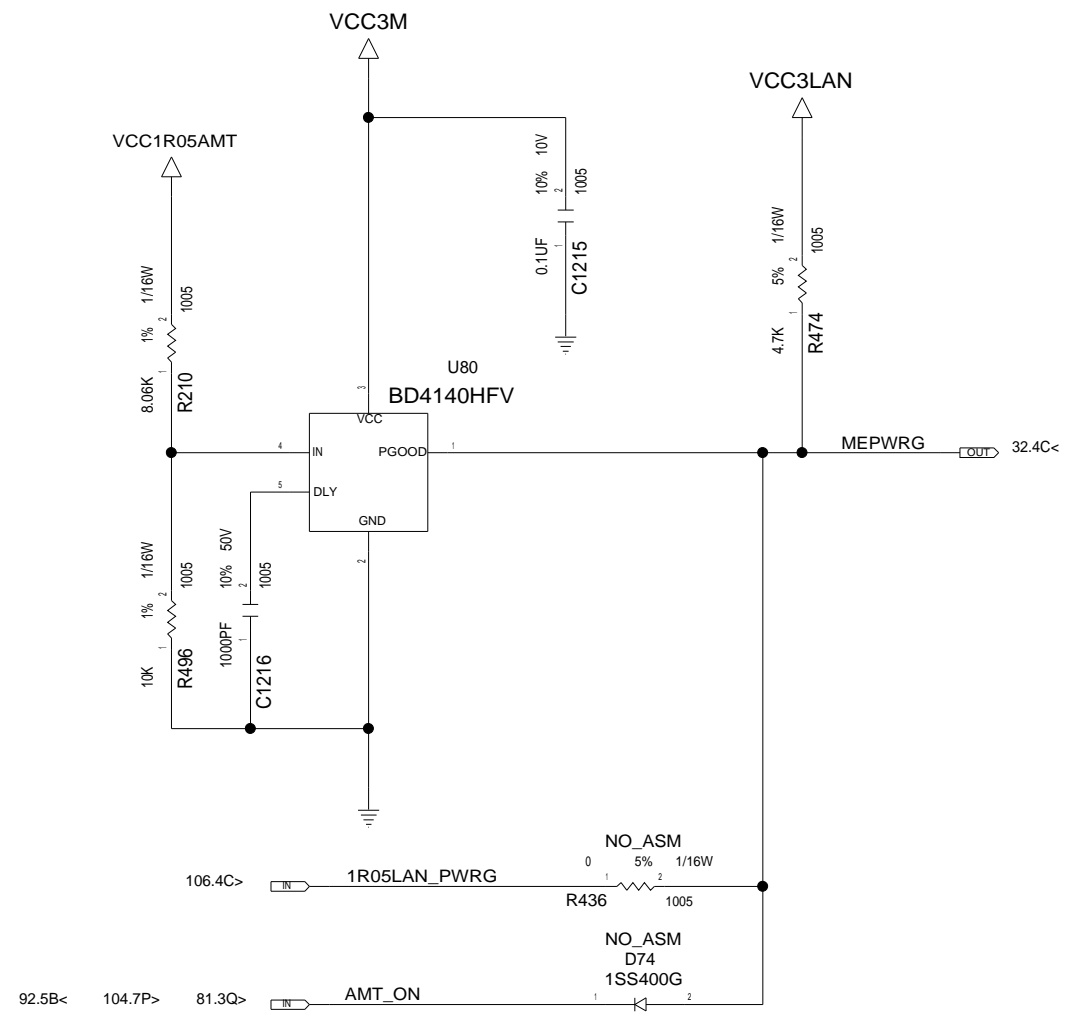 VCC3M
VCC3LAN
VCC1R05AMT
10% 10V
2
1005
0.1UF
1
C1215
5% 1/16W
2
1005
4.7K
1
R474
1% 1/16W
2
1005
8.06K
1
R210
U80
BD4140HFV
3
VCC
4
IN
PGOOD
1
MEPWRG
OUT
32.4C<
5
DLY
GND
2
1% 1/16W
2
1005
10K
1
R496
10% 50V
2
1005
1000PF
1
C1216
NO_ASM
0 5% 1/16W
106.4C>
IN
1R05LAN_PWRG
1
2
R436
1005
NO_ASM
D74
1SS400G
92.5B<
104.7P>
81.3Q>
IN
AMT_ON
1
2